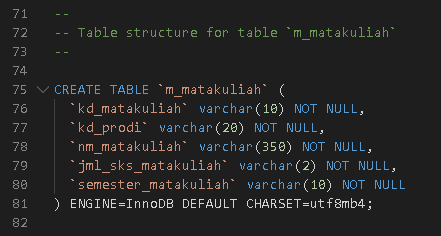 71 --
72 -- Table structure for table `m_matakuliah`
73 --
74
75 CREATE TABLE `m_matakuliah` (
76 `kd_matakuliah` varchar(10) NOT NULL,
77 `kd_prodi` varchar(20) NOT NULL,
78 `nm_matakuliah` varchar(350) NOT NULL,
79 `jml_sks_matakuliah` varchar(2) NOT NULL,
80 `semester_matakuliah` varchar(10) NOT NULL
81 ) ENGINE=InnoDB DEFAULT CHARSET=utf8mb4;
82